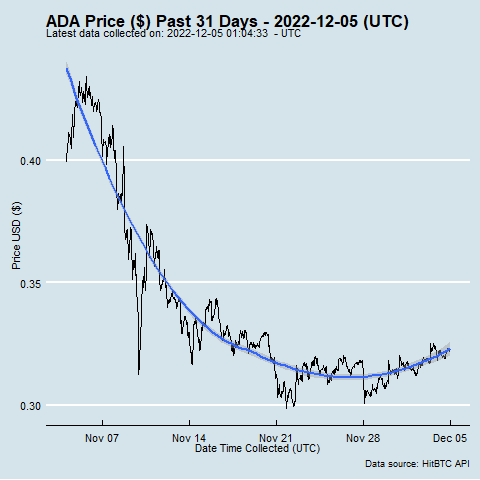 ADA Price ($) Past 31 Days - 2022-12-05 (UTC)
Latest data collected on: 2022-12-05 01:04:33  - UTC
0.40
0.35
0.30
Price USD ($)
Nov 07 Nov 14 Nov 21 Nov 28 Dec 05
Date Time Collected (UTC)
Data source: HitBTC API